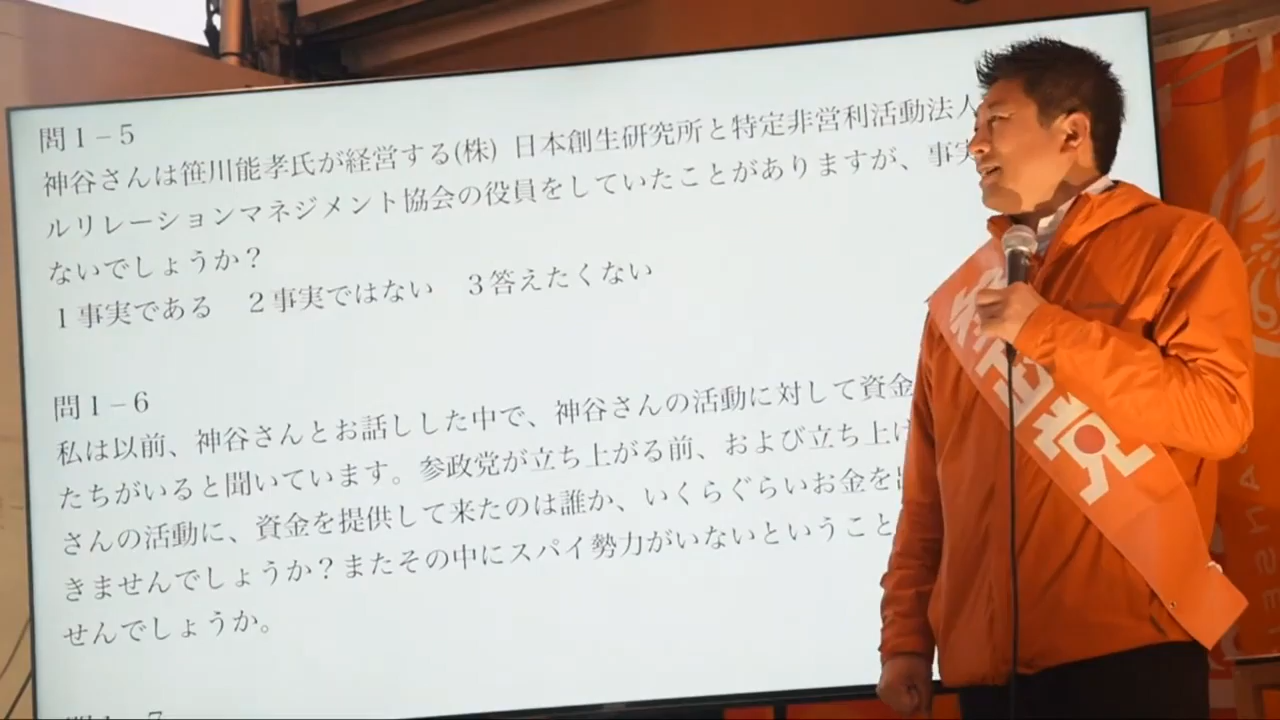 問１−５
神谷さんは笹川能孝氏が経営する(株) 日本創生研究所と特定非営利活動法人
ルリレーションマネジメント協会の役員をしていたことがありますが、事実
ないでしょうか？
１事実である　２事実ではない　３答えたくない
問１−６
私は以前、神谷さんとお話しした中で、神谷さんの活動に対して資金
たちがいると聞いています。参政党が立ち上がる前、および立ち上げ
さんの活動に、資金を提供して来たのは誰か、いくらぐらいお金を出
きませんでしょうか？またその中にスパイ勢力がいないということ
せんでしょうか。
参政党